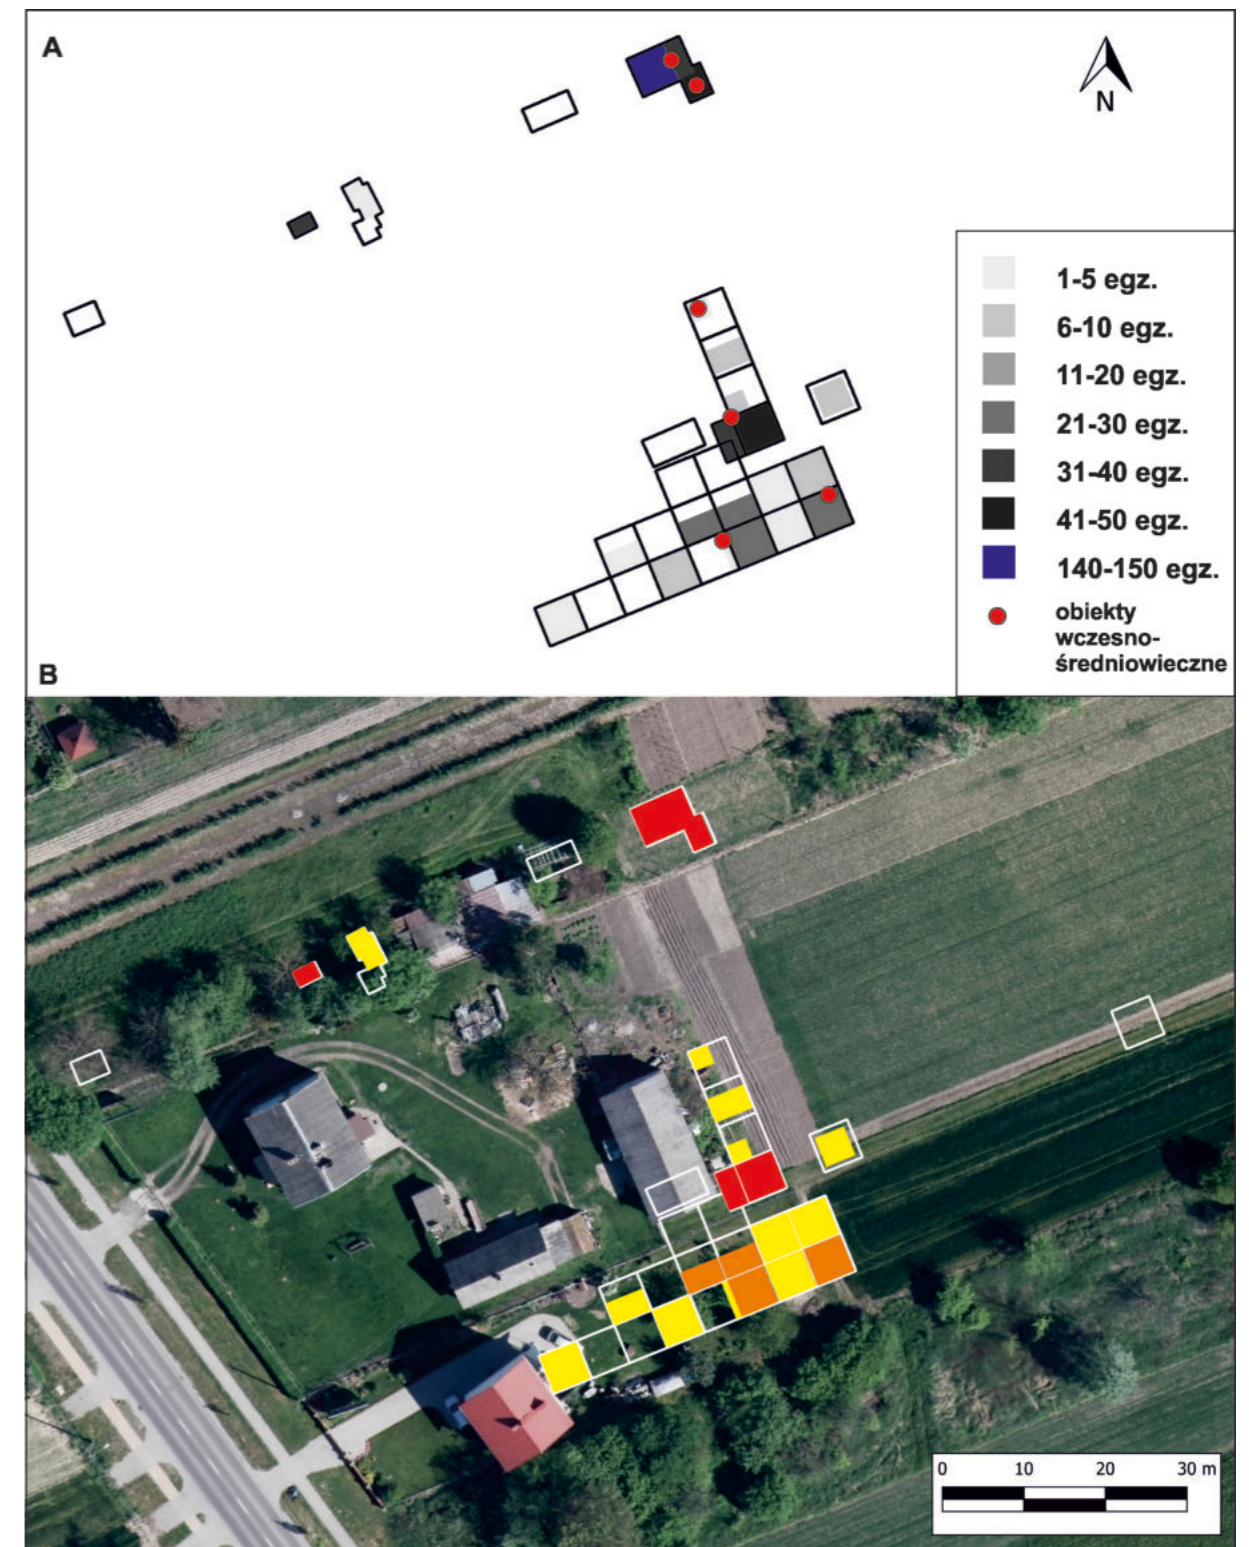 A
N
1-5 egz.
6-10 egz.
11-20 egz.
21-30 egz.
31-40 egz.
41-50 egz.
140-150 egz.
obiekty
wczesno-
średniowieczne
B
0 10 20 30 m